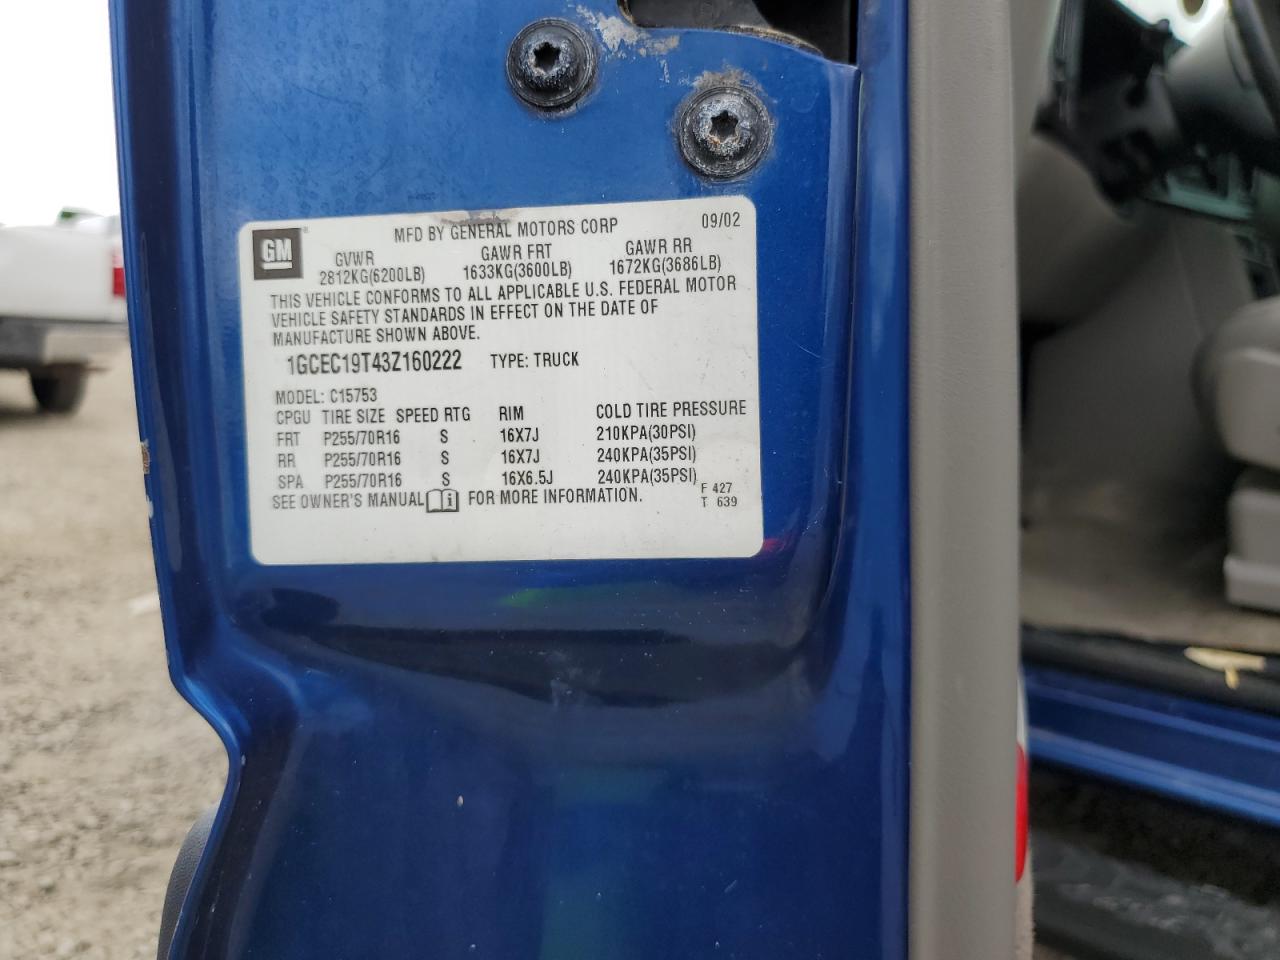 GM ®
MFD BY GENERAL MOTORS CORP 09/02
GVWR GAWR FRT GAWR RR
2812KG(6200LB) 1633KG(3600LB) 1672KG(3686LB)
THIS VEHICLE CONFORMS TO ALL APPLICABLE U.S. FEDERAL MOTOR
VEHICLE SAFETY STANDARDS IN EFFECT ON THE DATE OF
MANUFACTURE SHOWN ABOVE.
1GCEC19T43Z160222 TYPE: TRUCK
MODEL: C15753
CPGU TIRE SIZE SPEED RTG RIM COLD TIRE PRESSURE
FRT P255/70R16 S 16X7J 210KPA(30PSI)
RR P255/70R16 S 16X7J 240KPA(35PSI)
SPA P255/70R16 S 16X6.5J 240KPA(35PSI)
SEE OWNER'S MANUAL FOR MORE INFORMATION. F 427
T 639